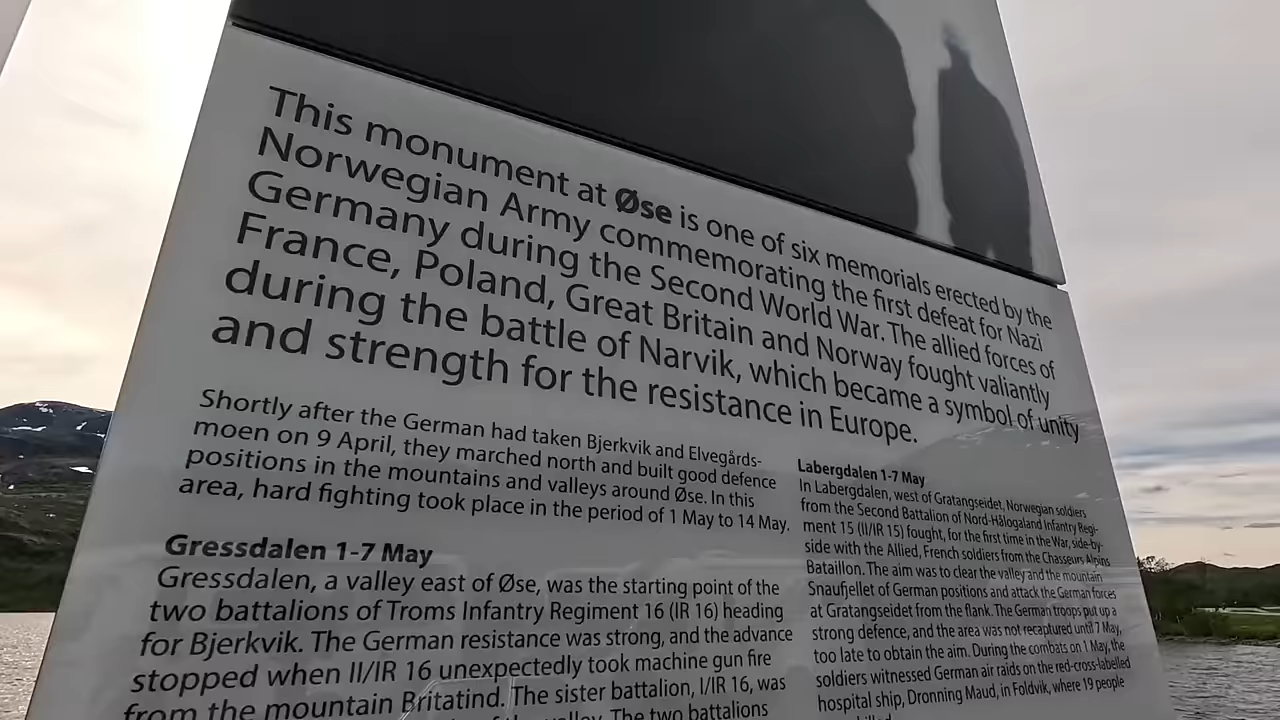 This monument at Øse is one of six memorials erected by the
Norwegian Army commemorating the first defeat for Nazi
Germany during the Second World War. The allied forces of
France, Poland, Great Britain and Norway fought valiantly
during the battle of Narvik, which became a symbol of unity
and strength for the resistance in Europe.
Shortly after the German had taken Bjerkvik and Elvegårds-
moen on 9 April, they marched north and built good defence
positions in the mountains and valleys around Øse. In this
area, hard fighting took place in the period of 1 May to 14 May.
Gressdalen 1-7 May
Gressdalen, a valley east of Øse, was the starting point of the
two battalions of Troms Infantry Regiment 16 (IR 16) heading
for Bjerkvik. The German resistance was strong, and the advance
stopped when II/IR 16 unexpectedly took machine gun fire
from the mountain Britatind. The sister battalion, I/IR 16, was
of the valley. The two battalions
Labergdalen 1-7 May
In Labergdalen, west of Gratangseidet, Norwegian soldiers
from the Second Battalion of Nord-Hålogaland Infantry Regi-
ment 15 (II/IR 15) fought, for the first time in the War, side-by-
side with the Allied, French soldiers from the Chasseurs Alpins
Bataillon. The aim was to clear the valley and the mountain
Snaufjellet of German positions and attack the German forces
at Gratangseidet from the flank. The German troops put up a
strong defence, and the area was not recaptured until 7 May,
too late to obtain the aim. During the combats on 1 May, the
soldiers witnessed German air raids on the red-cross-labelled
hospital ship, Dronning Maud, in Foldvik, where 19 people